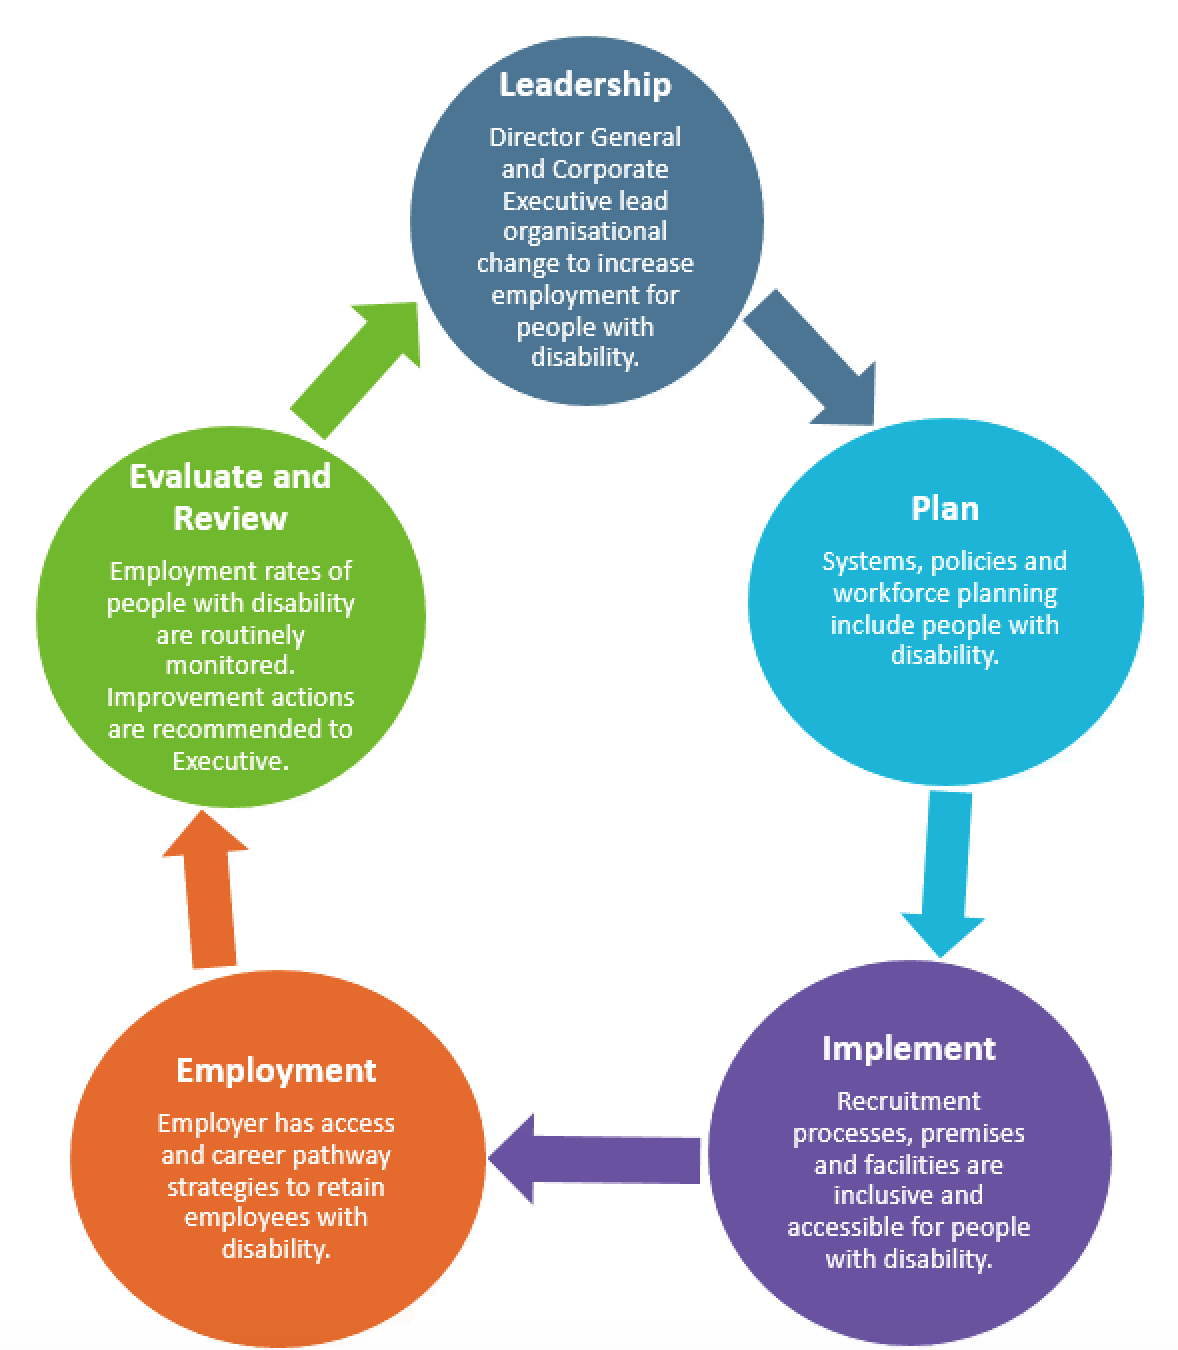 Leadership
Director General
and Corporate
Executive lead
organisational
change to increase
employment for
people with
disability.
Plan
Systems, policies and
workforce planning
include people with
disability.
Implement
Recruitment
processes, premises
and facilities are
inclusive and
accessible for people
with disability.
Employment
Employer has access
and career pathway
strategies to retain
employees with
disability.
Evaluate and
Review
Employment rates of
people with disability
are routinely
monitored.
Improvement actions
are recommended to
Executive.